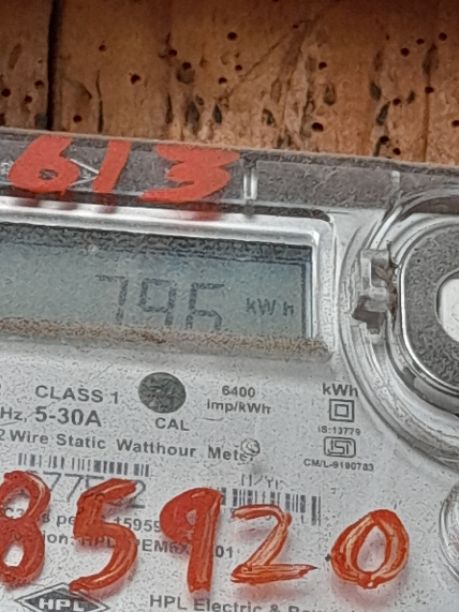 613
796 kWh
CLASS 1
6400
imp/kWh
kWh
Hz, 5-30A
CAL
IS:13779
2 Wire Static Watthour Meter
CM/L-9190783
85920
HPL
HPL Electric &